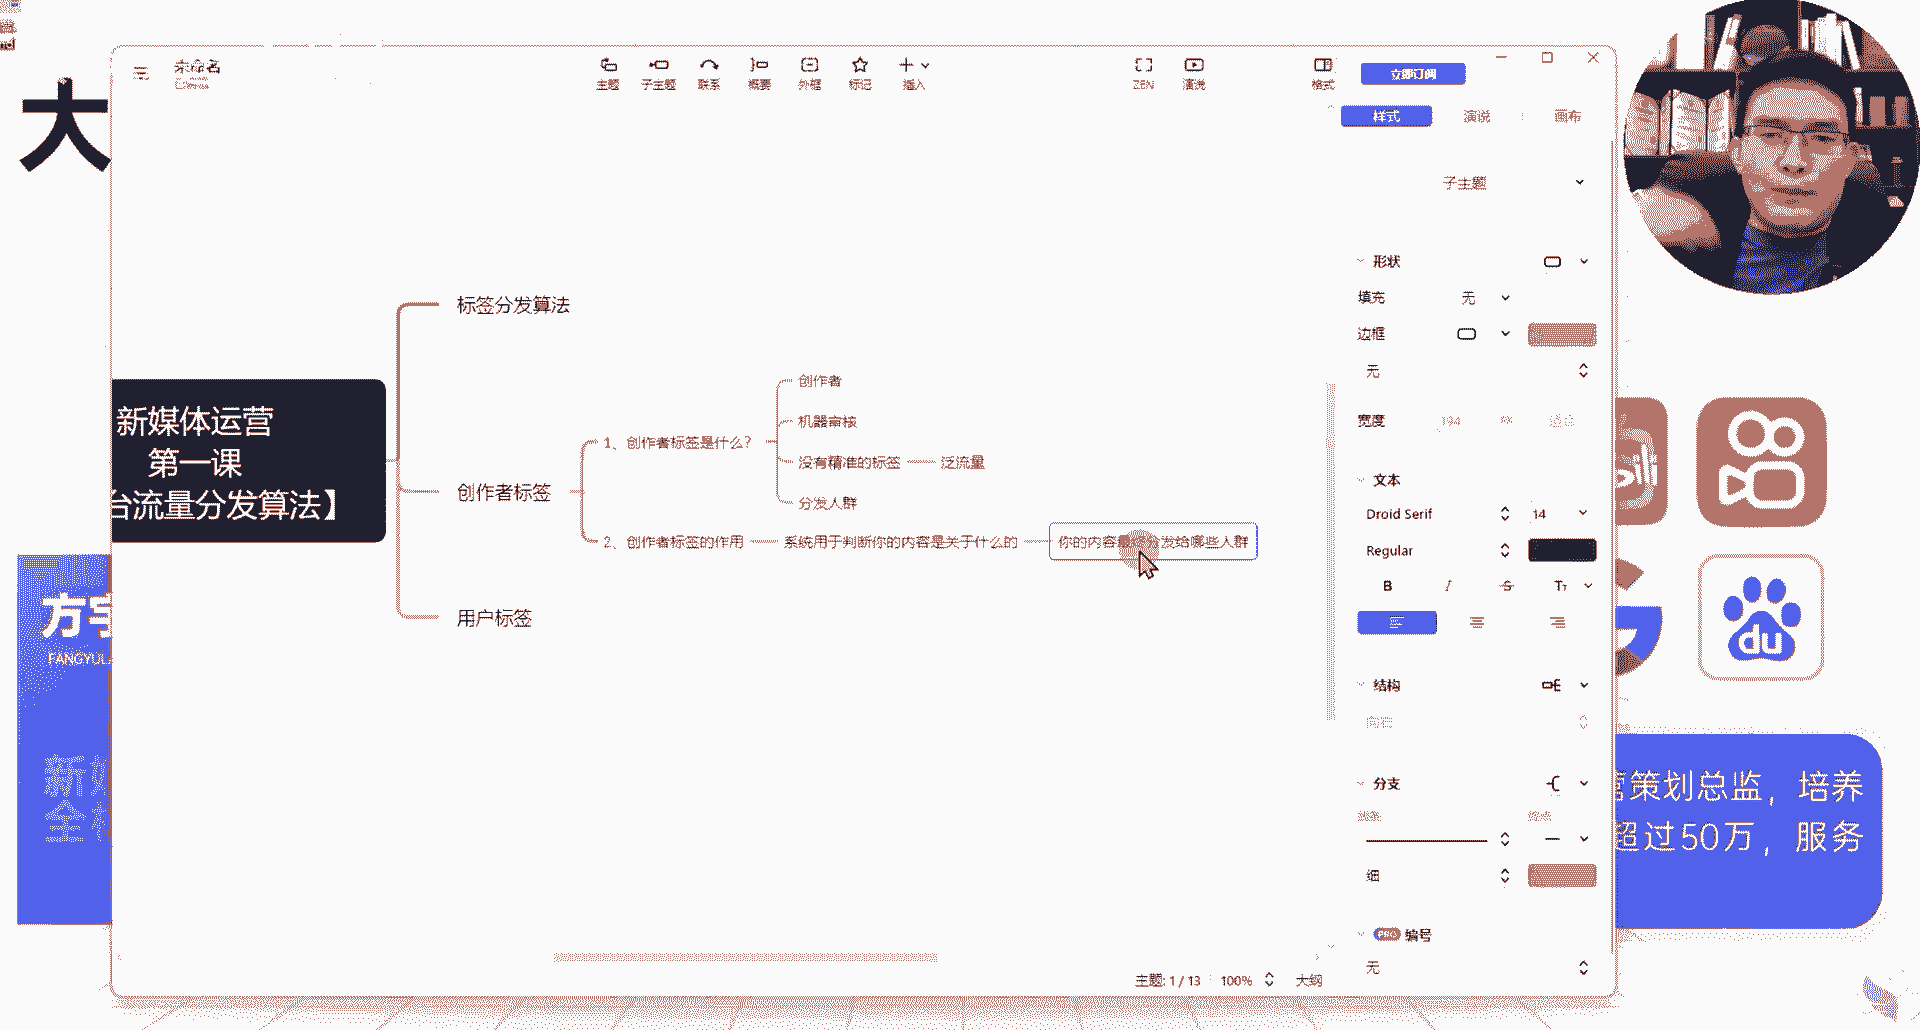 大
未命名
主题
子主题
联系
概要
外框
标记
插入
ZEN
演说
格式
立即订阅
样式
演说
画布
子主题
形状
填充
无
边框
无
宽度
194
文本
Droid Serif
14
Regular
B
I
S
结构
分支
细
PRO 编号
无
标签分发算法
新媒体运营
第一课
台流量分发算法】
创作者标签
用户标签
1、创作者标签是什么？
创作者
机器审核
没有精准的标签
泛流量
分发人群
2、创作者标签的作用
系统用于判断你的内容是关于什么的
你的内容最终分发给哪些人群
主题: 1 / 13
100%
大纲
方宇
FANGYUL
新媒
全
du
营策划总监，培养
超过50万，服务